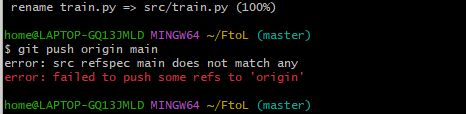 rename train.py => src/train.py (100%)
home@LAPTOP-GQ13JMLD MINGW64 ~/FtoL (master)
$ git push origin main
error: src refspec main does not match any
error: failed to push some refs to 'origin'
home@LAPTOP-GQ13JMLD MINGW64 ~/FtoL (master)